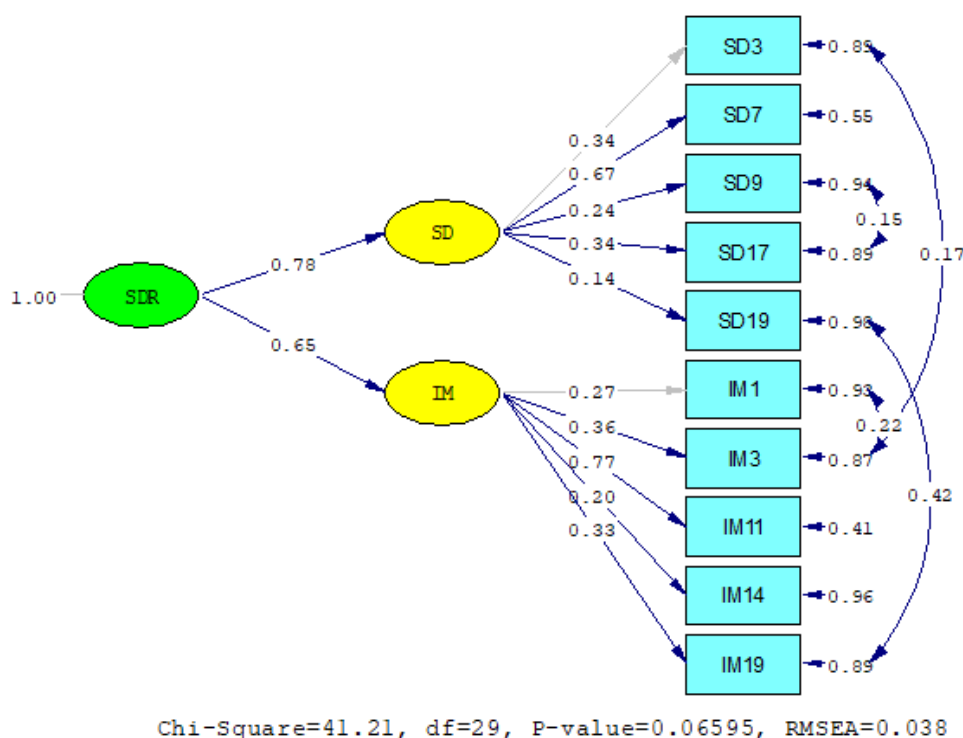 SD3
0.89
0.34
SD7
0.55
0.67
SD9
0.94
0.24
0.15
SD
SD17
0.89
0.34
0.17
0.78
0.14
1.00
SDR
SD19
0.98
0.65
IM
0.27
IM1
0.93
0.36
0.22
IM3
0.87
0.77
0.42
0.20
IM11
0.41
0.33
IM14
0.96
IM19
0.89
Chi-Square=41.21, df=29, P-value=0.06595, RMSEA=0.038